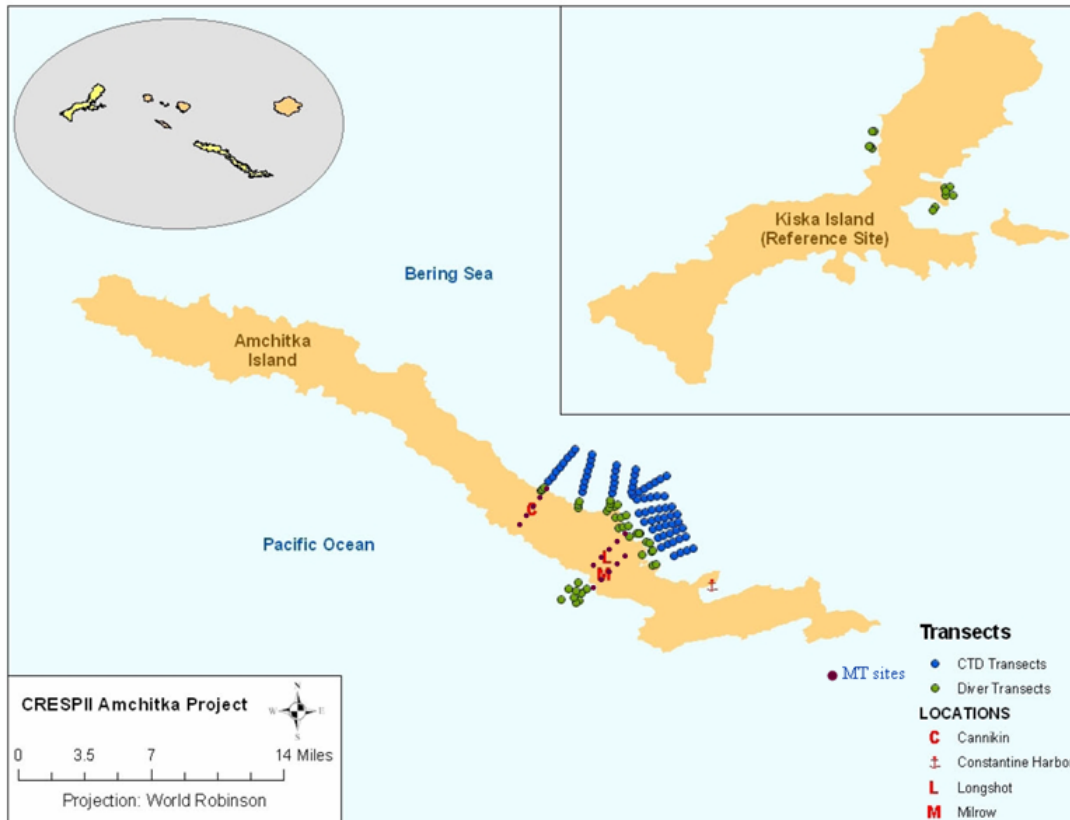 Kiska Island
(Reference Site)
Bering Sea
Amchitka
Island
Pacific Ocean
C
L
M
Transects
CTD Transects
Diver Transects
MT sites
LOCATIONS
C Cannikin
Constantine Harbor
L Longshot
M Milrow
CRESPII Amchitka Project
N
W E
S
0 3.5 7 14 Miles
Projection: World Robinson